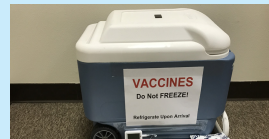 VACCINES
Do Not FREEZE!
Refrigerate Upon Arrival